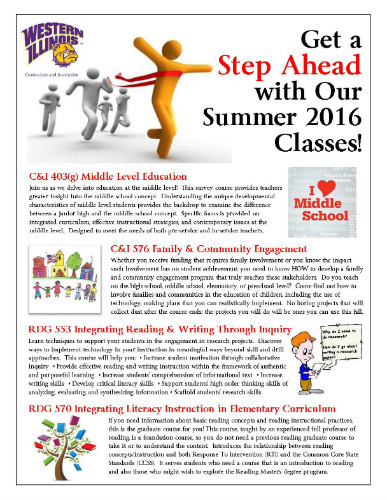 WESTERN
ILLINOIS
Curriculum and Instruction
Get a
Step Ahead
with Our
Summer 2016
Classes!
C&I 403(g) Middle Level Education
Join us as we delve into education at the middle level! This survey course provides teachers
greater insight into the middle school concept. Understanding the unique developmental
characteristics of middle level students provides the backdrop to examine the difference
between a junior high and the middle school concept. Specific focus is provided on
integrated curriculum, effective instructional strategies, and contemporary issues at the
middle level. Designed to meet the needs of both pre-service and in-service teachers.
I
Middle
School
C&I 576 Family & Community Engagement
Whether you receive funding that requires family involvement or you know the impact
such involvement has on student achievement, you need to know HOW to develop a family
and community engagement program that truly reaches these stakeholders. Do you teach
on the high school, middle school, elementary, or preschool level? Come find out how to
involve families and communities in the education of children, including the use of
technology, making plans that you can realistically implement. No boring projects that will
collect dust after the course ends; the projects you will do will be ones you can use this fall.
RDG 553 Integrating Reading & Writing Through Inquiry
Learn techniques to support your students in the engagement in research projects. Discover
ways to implement technology in your instruction in meaningful ways beyond skill and drill
approaches. This course will help you: • Increase student motivation through collaborative
inquiry • Provide effective reading and writing instruction within the framework of authentic
and purposeful learning • Increase students' comprehension of informational text • Increase
writing skills • Develop critical literacy skills • Support students high order thinking skills of
analyzing, evaluating, and synthesizing information • Scaffold students' research skills
Why do I need
to research?
How do I go about
writing a research
RDG 570 Integrating Literacy Instruction in Elementary Curriculum
If you need information about basic reading concepts and reading instructional practices,
this is the graduate course for you! This course, taught by an experienced full professor of
reading, is a foundation course, so you do not need a previous reading graduate course to
take it or to understand the content. Introduces the relationship between reading
concepts/instruction and both Response To Intervention (RTI) and the Common Core State
Standards (CCSS). It serves students who need a course that is an introduction to reading
and also those who might wish to explore the Reading Master's degree program.